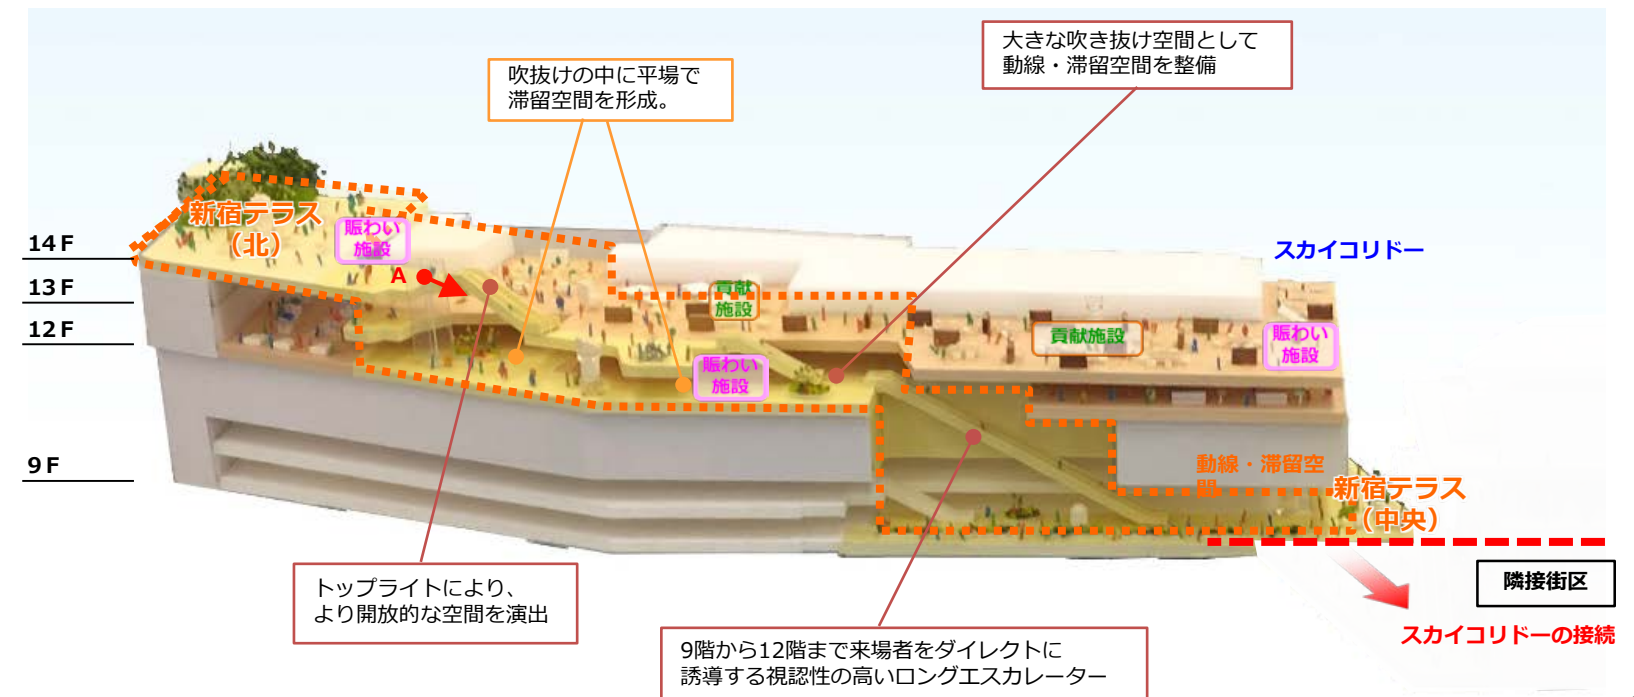 大きな吹き抜け空間として
動線・滞留空間を整備
吹抜けの中に平場で
滞留空間を形成。
新宿テラス
（北）
賑わい
施設
14F
13F
12F
9F
A
スカイコリドー
貢献
施設
貢献施設
賑わい
施設
賑わい
施設
動線・滞留空
間
新宿テラス
（中央）
隣接街区
スカイコリドーの接続
トップライトにより、
より開放的な空間を演出
9階から12階まで来場者をダイレクトに
誘導する視認性の高いロングエスカレーター